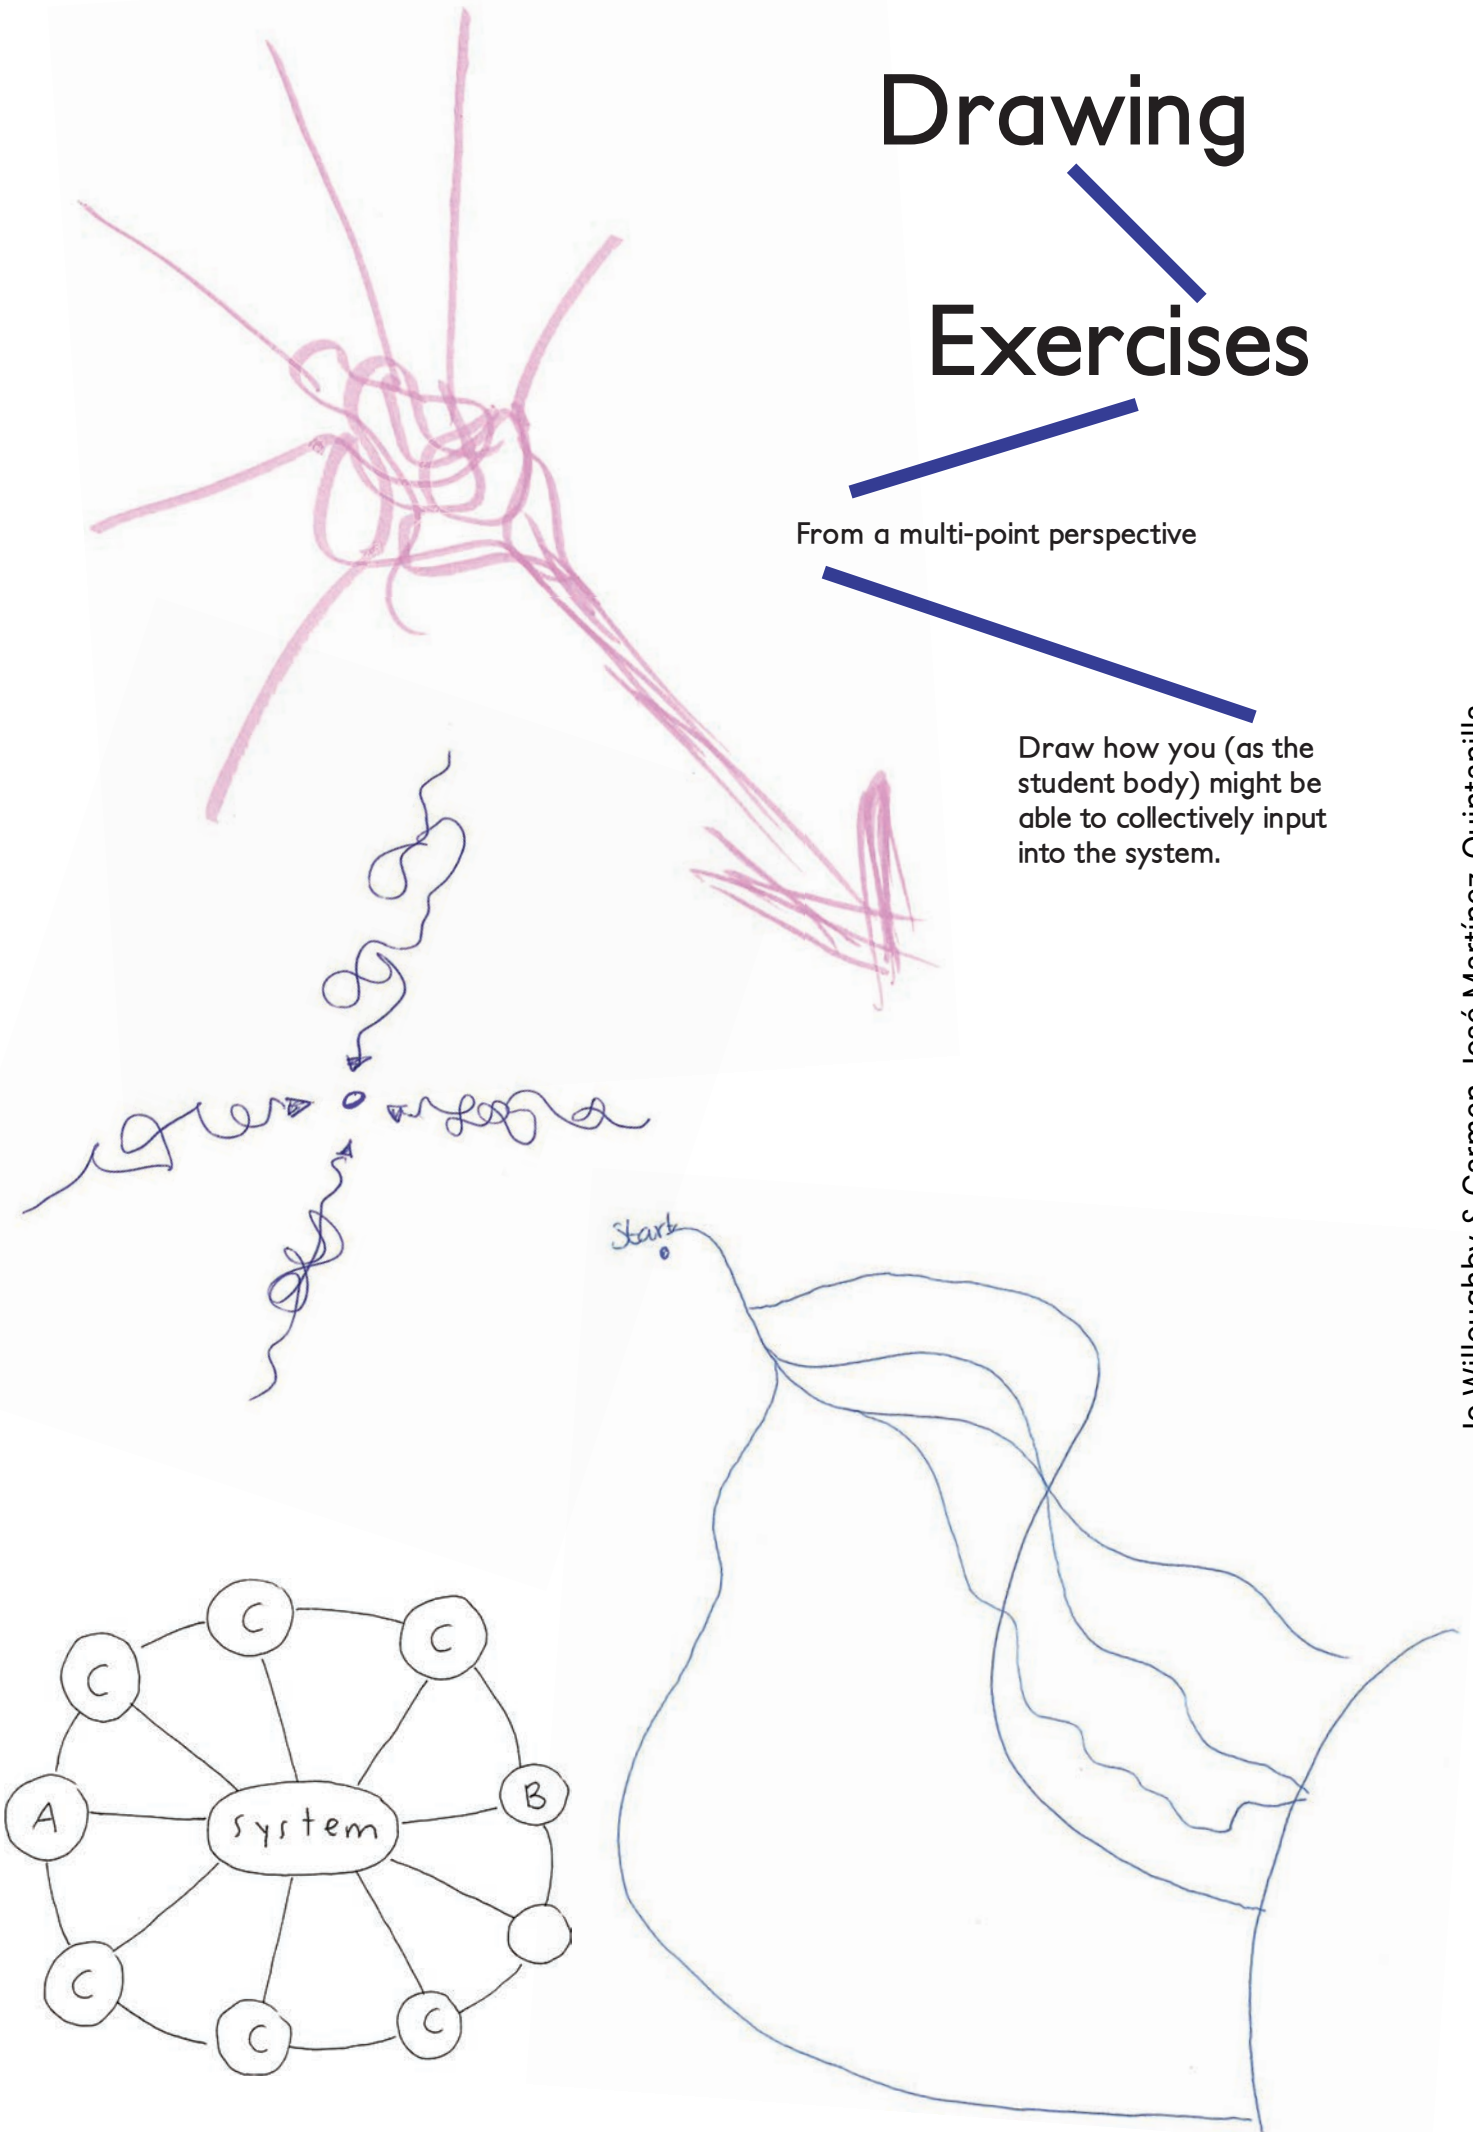 Drawing
Exercises
From a multi-point perspective
Draw how you (as the
student body) might be
able to collectively input
into the system.
Start
C
C
C
A
system
B
C
C
C